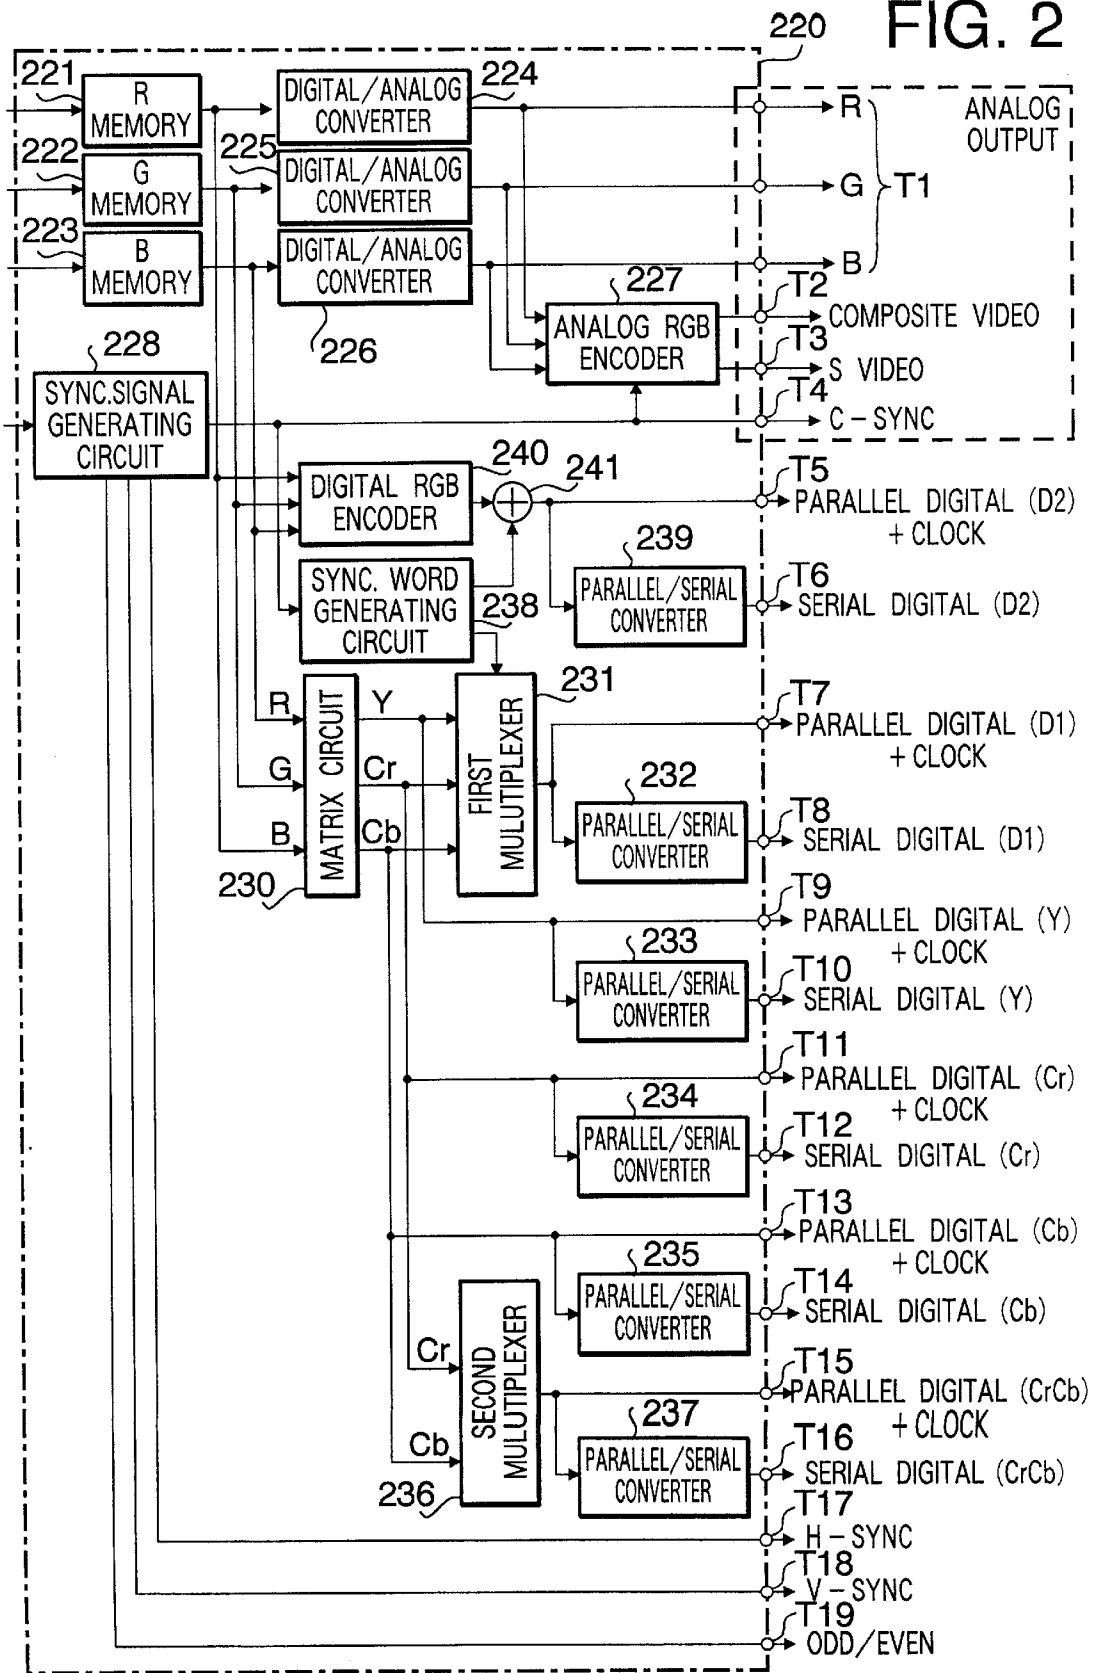 FIG. 2
220
221
R
MEMORY
DIGITAL/ANALOG
CONVERTER
224
R
ANALOG
OUTPUT
222
G
MEMORY
225
DIGITAL/ANALOG
CONVERTER
G
T1
223
B
MEMORY
DIGITAL/ANALOG
CONVERTER
226
B
227
ANALOG RGB
ENCODER
T2
COMPOSITE VIDEO
T3
S VIDEO
228
SYNC.SIGNAL
GENERATING
CIRCUIT
T4
C-SYNC
240
DIGITAL RGB
ENCODER
241
T5
PARALLEL DIGITAL (D2)
+CLOCK
239
PARALLEL/SERIAL
CONVERTER
T6
SERIAL DIGITAL (D2)
SYNC. WORD
GENERATING
CIRCUIT
238
231
R
G
B
MATRIX CIRCUIT
230
Y
Cr
Cb
FIRST
MULUTIPLEXER
T7
PARALLEL DIGITAL (D1)
+CLOCK
232
PARALLEL/SERIAL
CONVERTER
T8
SERIAL DIGITAL (D1)
T9
PARALLEL DIGITAL (Y)
+CLOCK
233
PARALLEL/SERIAL
CONVERTER
T10
SERIAL DIGITAL (Y)
T11
PARALLEL DIGITAL (Cr)
+CLOCK
234
PARALLEL/SERIAL
CONVERTER
T12
SERIAL DIGITAL (Cr)
T13
PARALLEL DIGITAL (Cb)
+CLOCK
235
PARALLEL/SERIAL
CONVERTER
T14
SERIAL DIGITAL (Cb)
Cr
Cb
SECOND
MULUTIPLEXER
236
T15
PARALLEL DIGITAL (CrCb)
+CLOCK
237
PARALLEL/SERIAL
CONVERTER
T16
SERIAL DIGITAL (CrCb)
T17
H-SYNC
T18
V-SYNC
T19
ODD/EVEN